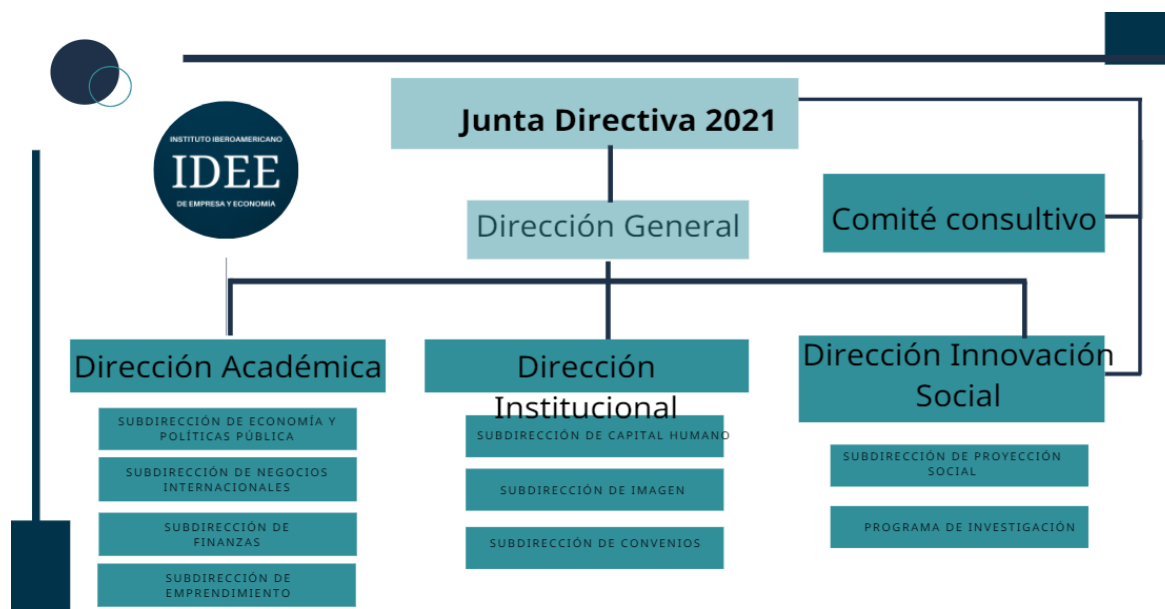 Junta Directiva 2021
INSTITUTO IBEROAMERICANO
IDEE
DE EMPRESA Y ECONOMÍA
Dirección General
Comité consultivo
Dirección Académica
SUBDIRECCIÓN DE ECONOMÍA Y
POLÍTICAS PÚBLICA
SUBDIRECCIÓN DE NEGOCIOS
INTERNACIONALES
SUBDIRECCIÓN DE
FINANZAS
SUBDIRECCIÓN DE
EMPRENDIMIENTO
Dirección
Institucional
SUBDIRECCIÓN DE CAPITAL HUMANO
SUBDIRECCIÓN DE IMAGEN
SUBDIRECCIÓN DE CONVENIOS
Dirección Innovación
Social
SUBDIRECCIÓN DE PROYECCIÓN
SOCIAL
PROGRAMA DE INVESTIGACIÓN